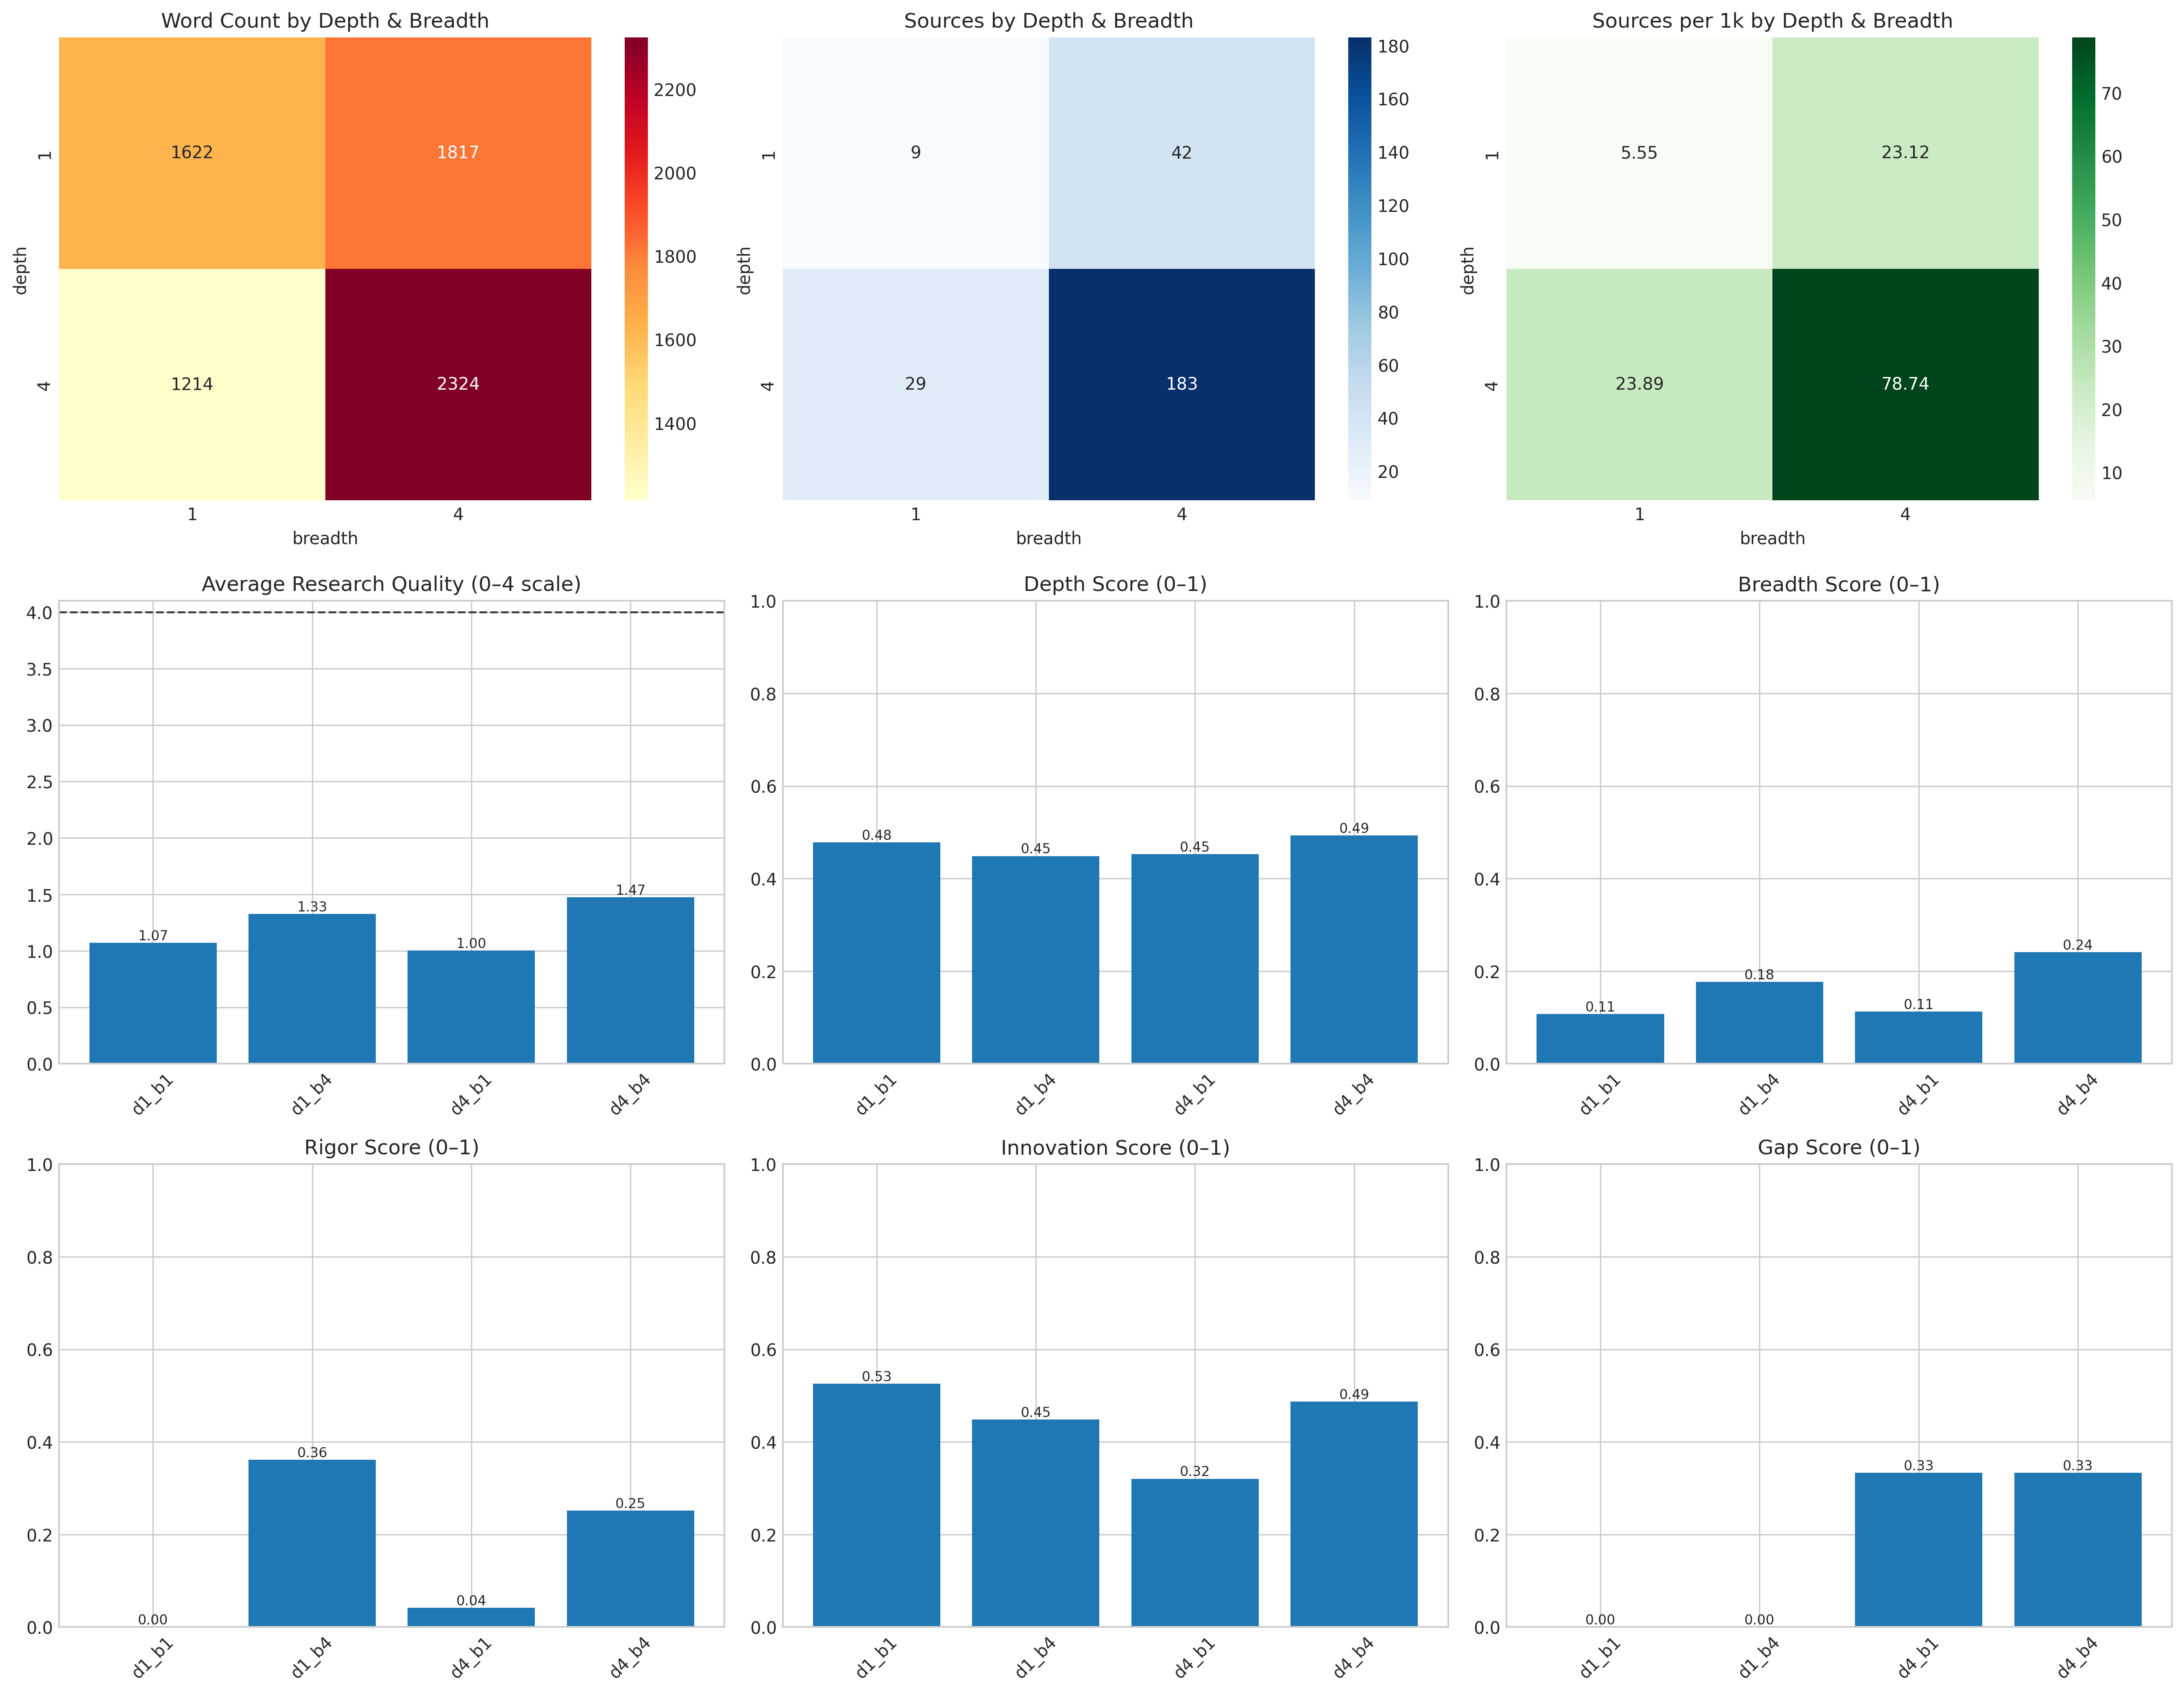 Word Count by Depth & Breadth
1622
1817
1214
2324
1
4
depth
1
4
breadth
2200
2000
1800
1600
1400
Sources by Depth & Breadth
9
42
29
183
1
4
depth
1
4
breadth
180
160
140
120
100
80
60
40
20
Sources per 1k by Depth & Breadth
5.55
23.12
23.89
78.74
1
4
depth
1
4
breadth
70
60
50
40
30
20
10
Average Research Quality (0–4 scale)
4.0
3.5
3.0
2.5
2.0
1.5
1.0
0.5
0.0
1.07
1.33
1.00
1.47
d1_b1
d1_b4
d4_b1
d4_b4
Depth Score (0–1)
1.0
0.8
0.6
0.4
0.2
0.0
0.48
0.45
0.45
0.49
d1_b1
d1_b4
d4_b1
d4_b4
Breadth Score (0–1)
1.0
0.8
0.6
0.4
0.2
0.0
0.11
0.18
0.11
0.24
d1_b1
d1_b4
d4_b1
d4_b4
Rigor Score (0–1)
1.0
0.8
0.6
0.4
0.2
0.0
0.00
0.36
0.04
0.25
d1_b1
d1_b4
d4_b1
d4_b4
Innovation Score (0–1)
1.0
0.8
0.6
0.4
0.2
0.0
0.53
0.45
0.32
0.49
d1_b1
d1_b4
d4_b1
d4_b4
Gap Score (0–1)
1.0
0.8
0.6
0.4
0.2
0.0
0.00
0.00
0.33
0.33
d1_b1
d1_b4
d4_b1
d4_b4